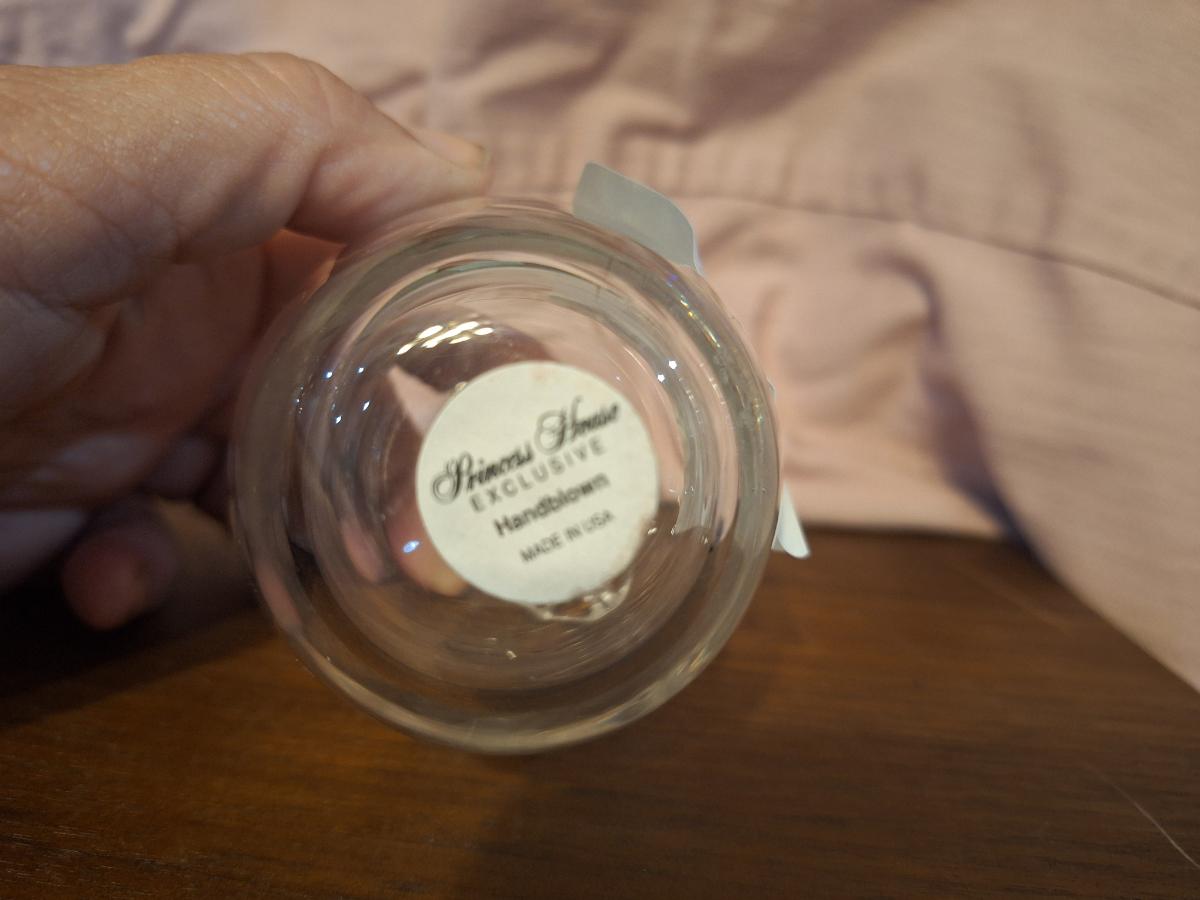 Princess House
EXCLUSIVE
Handblown
MADE IN USA